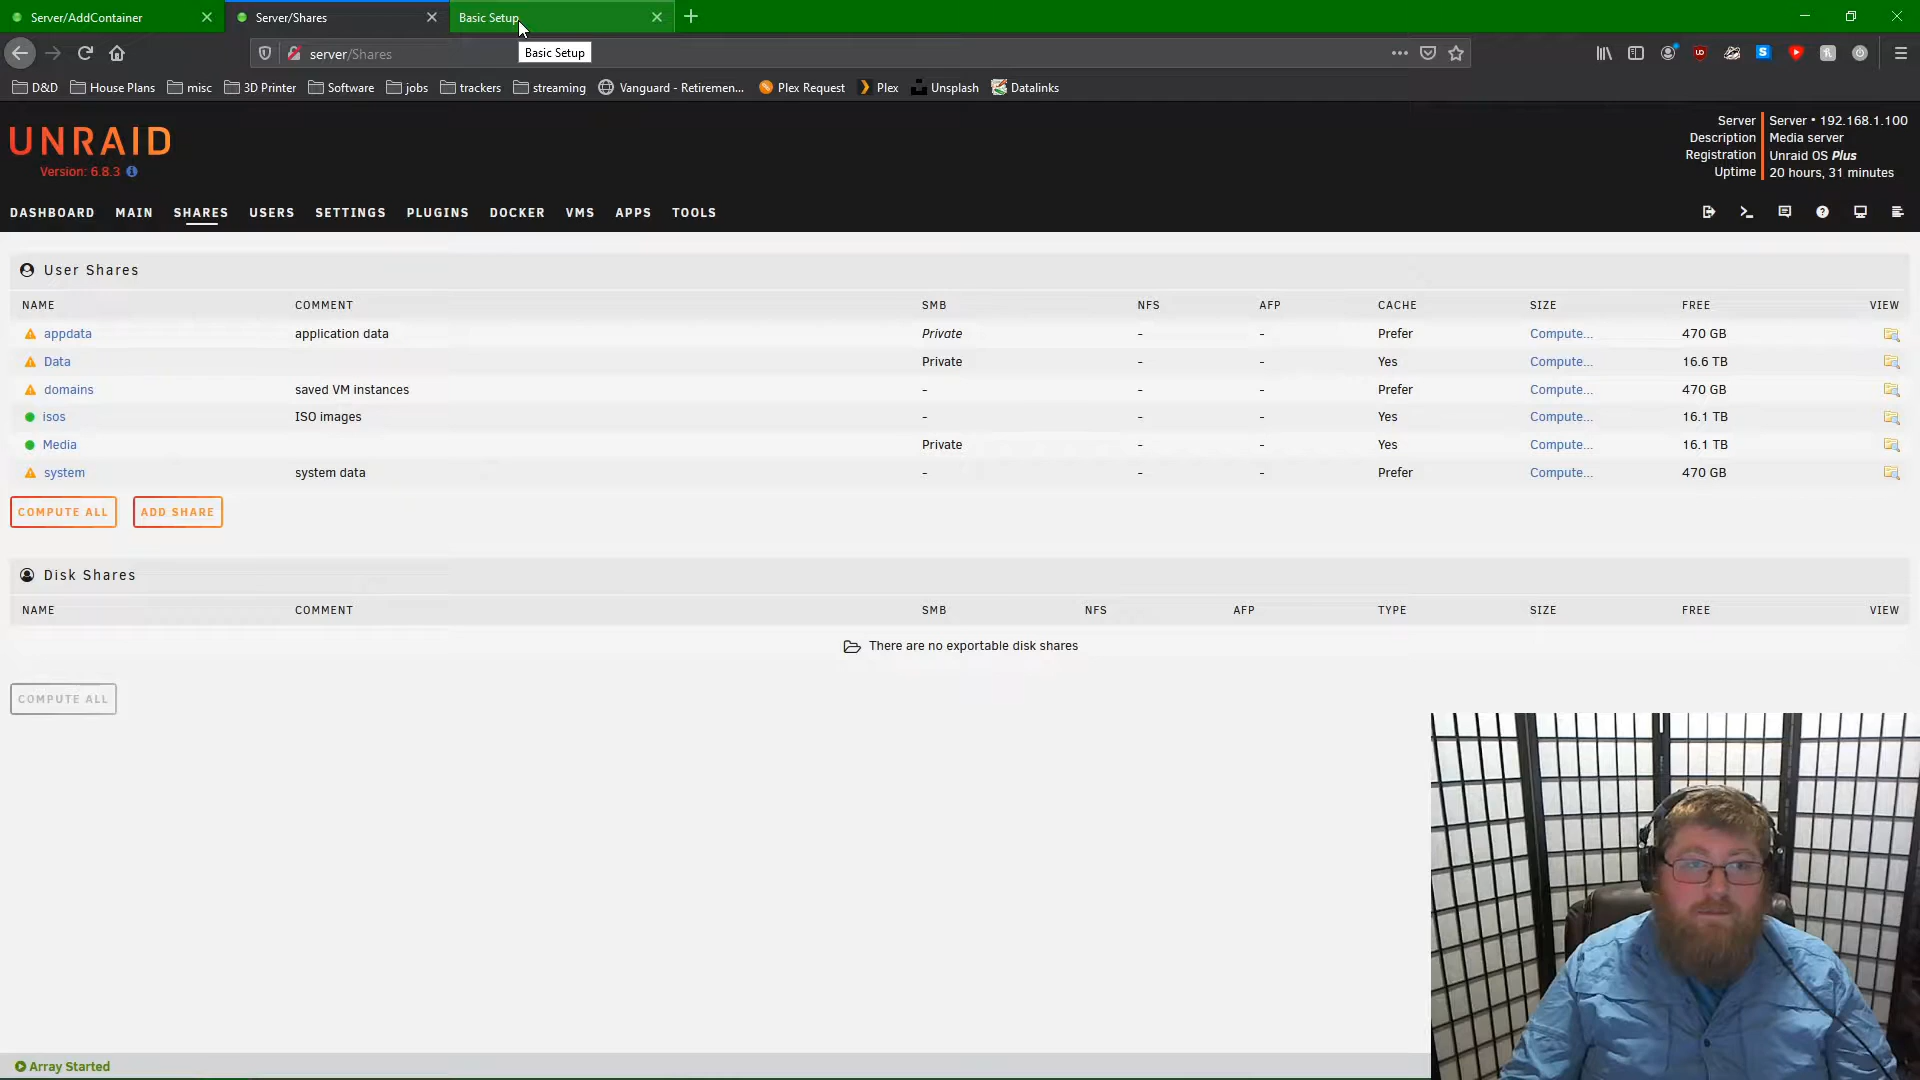 Server/AddContainer
Server/Shares
Basic Setup
server/Shares
Basic Setup
D&D House Plans misc 3D Printer Software jobs trackers streaming Vanguard - Retiremen... Plex Request Plex Unsplash Datalinks
UNRAID
Version: 6.8.3
Server Server • 192.168.1.100
Description Media server
Registration Unraid OS Plus
Uptime 20 hours, 31 minutes
DASHBOARD MAIN SHARES USERS SETTINGS PLUGINS DOCKER VMS APPS TOOLS
User Shares
NAME COMMENT SMB NFS AFP CACHE SIZE FREE VIEW
appdata application data Private - - Prefer Compute... 470 GB
Data Private - - Yes Compute... 16.6 TB
domains saved VM instances - - - Prefer Compute... 470 GB
isos ISO images - - - Yes Compute... 16.1 TB
Media Private - - Yes Compute... 16.1 TB
system system data - - - Prefer Compute... 470 GB
COMPUTE ALL ADD SHARE
Disk Shares
NAME COMMENT SMB NFS AFP TYPE SIZE FREE VIEW
There are no exportable disk shares
COMPUTE ALL
Array Started